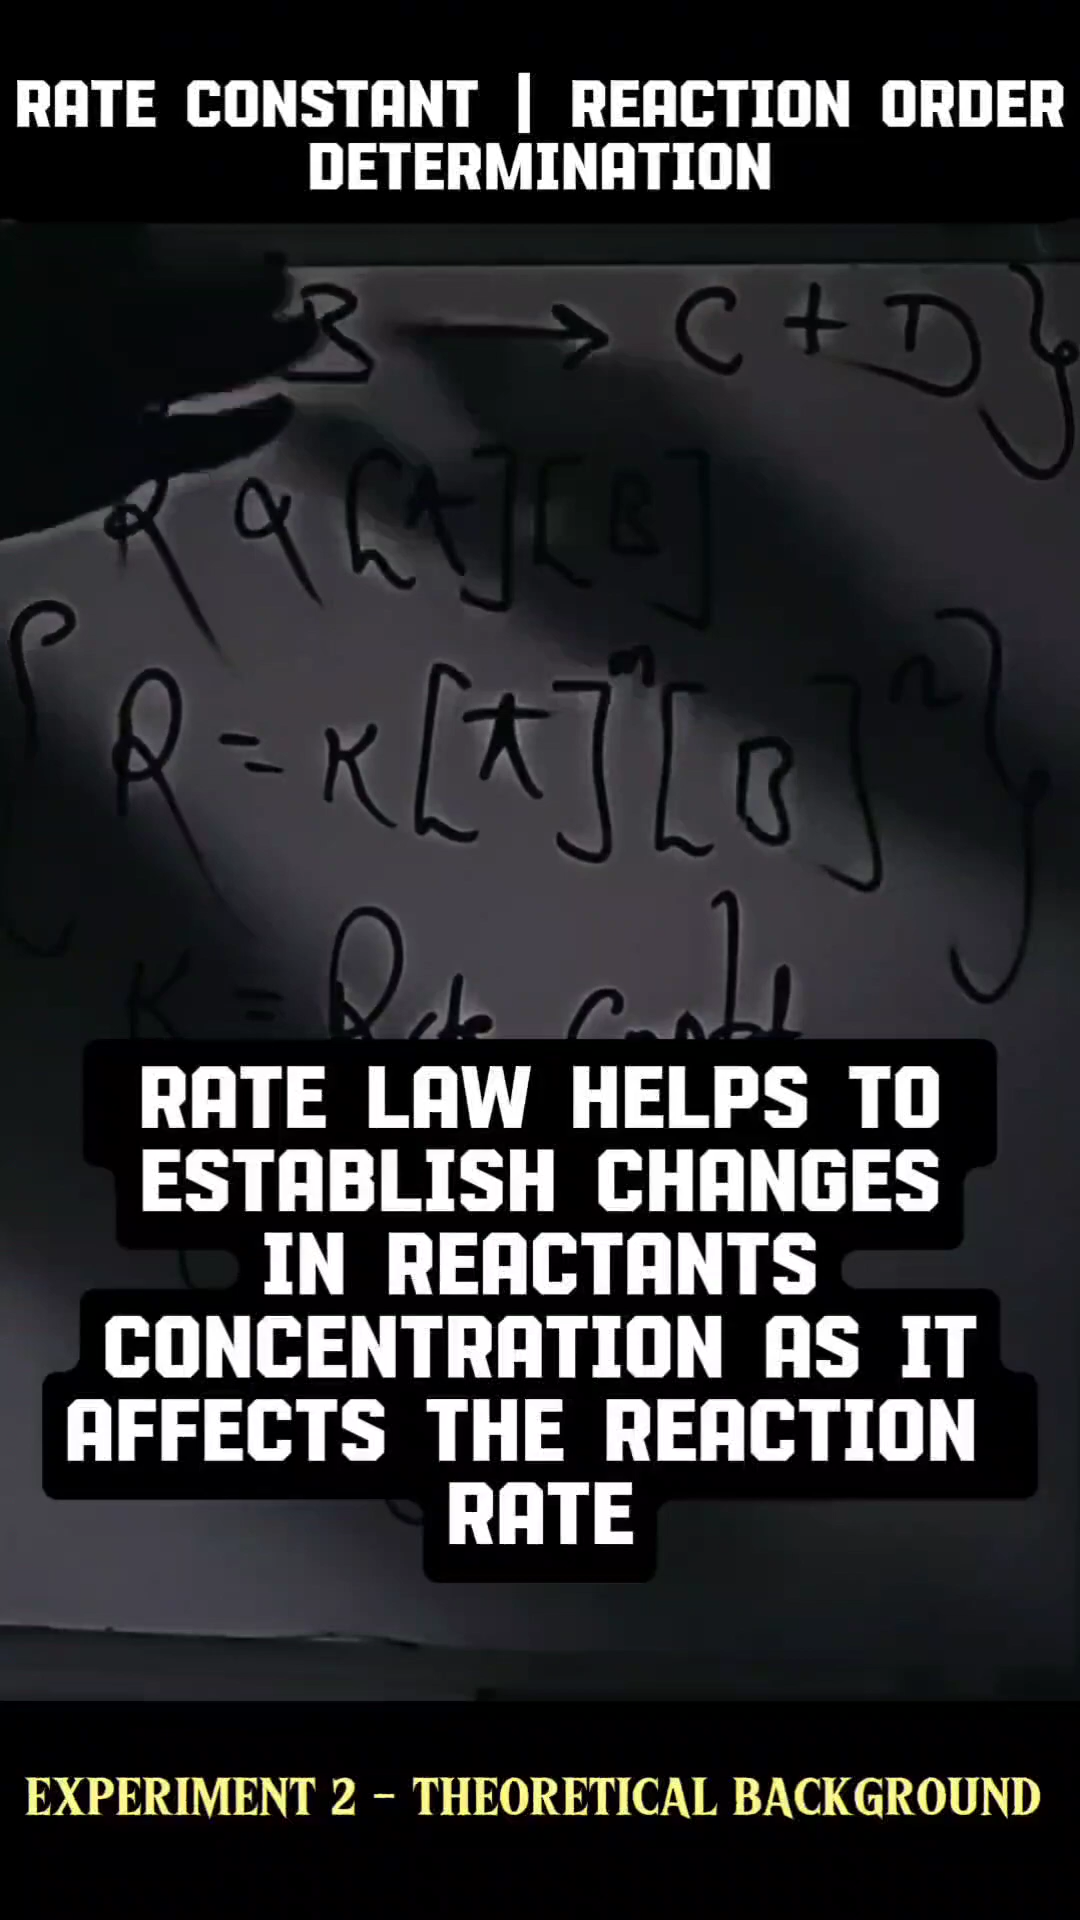 RATE CONSTANT | REACTION ORDER
DETERMINATION
B → C + D}
R α [A][B]
{R = K[A]^m[B]^n}
K = Rate
RATE LAW HELPS TO
ESTABLISH CHANGES
IN REACTANTS
CONCENTRATION AS IT
AFFECTS THE REACTION
RATE
EXPERIMENT 2 – THEORETICAL BACKGROUND